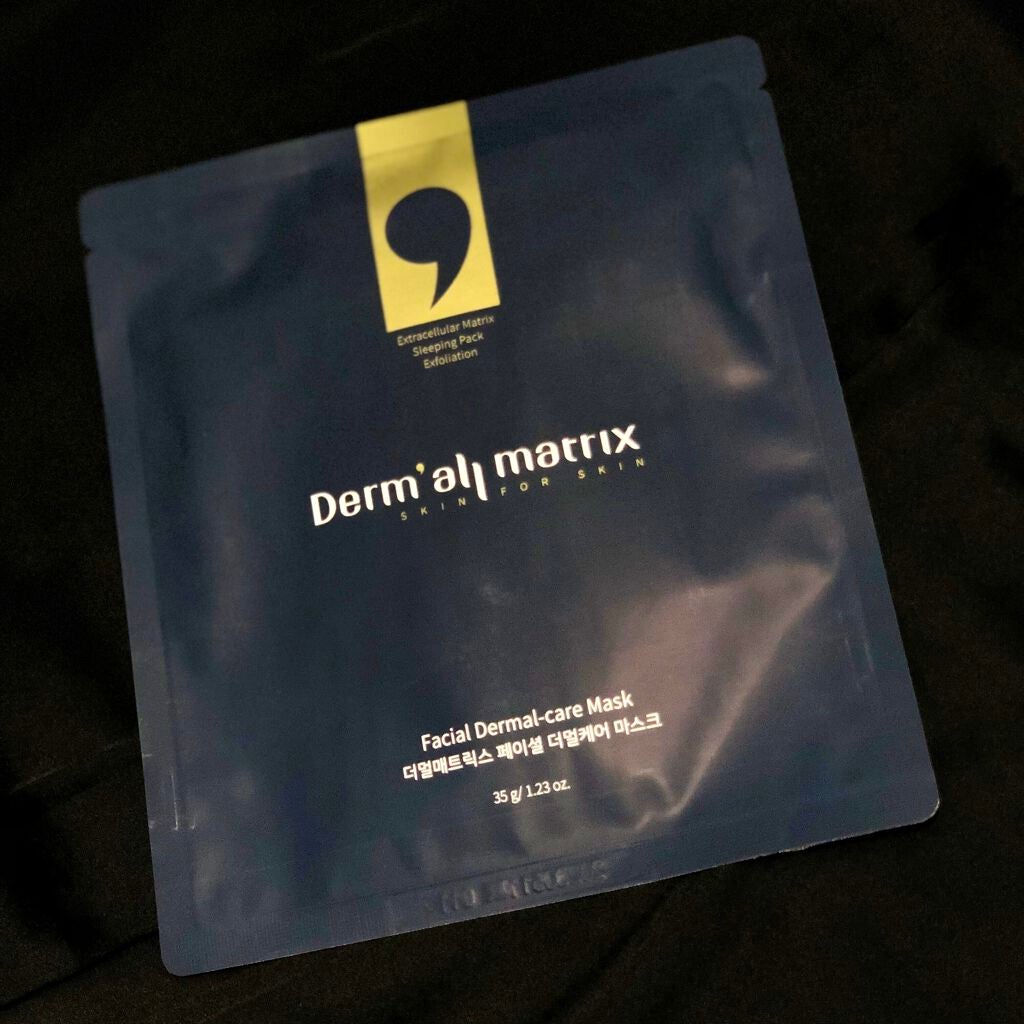 Extracellular Matrix
Sleeping Pack
Exfoliation
Derm'all matrix
SKIN FOR SKIN
Facial Dermal-care Mask
더멀매트릭스 페이셜 더멀케어 마스크
35 g/ 1.23 oz.